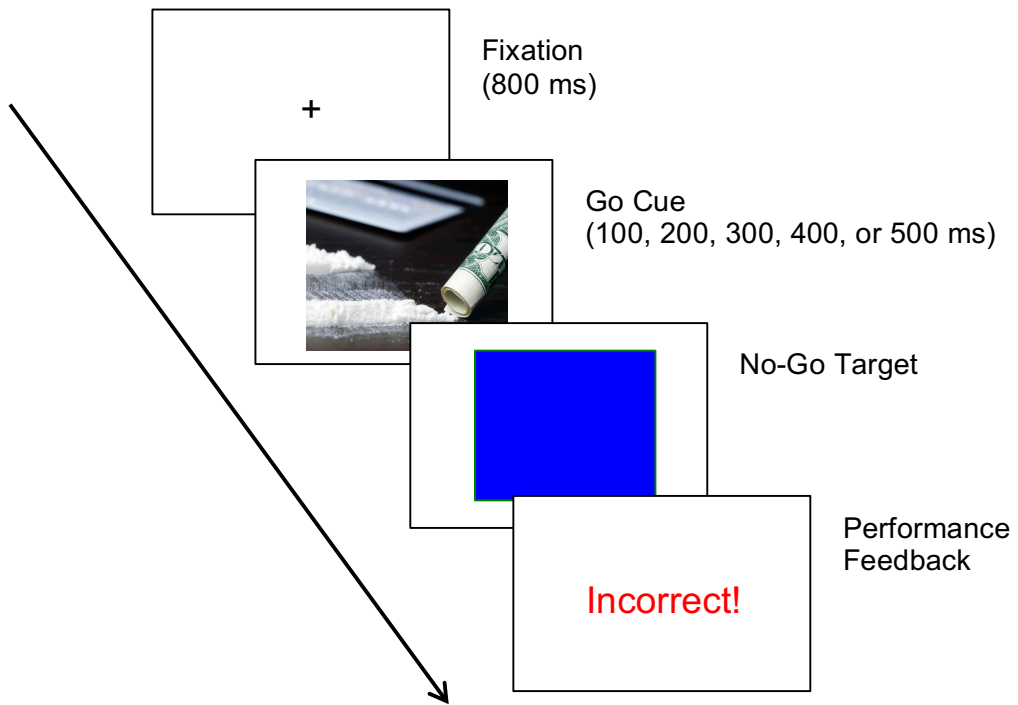 Fixation
(800 ms)
+
Go Cue
(100, 200, 300, 400, or 500 ms)
No-Go Target
Performance
Feedback
Incorrect!